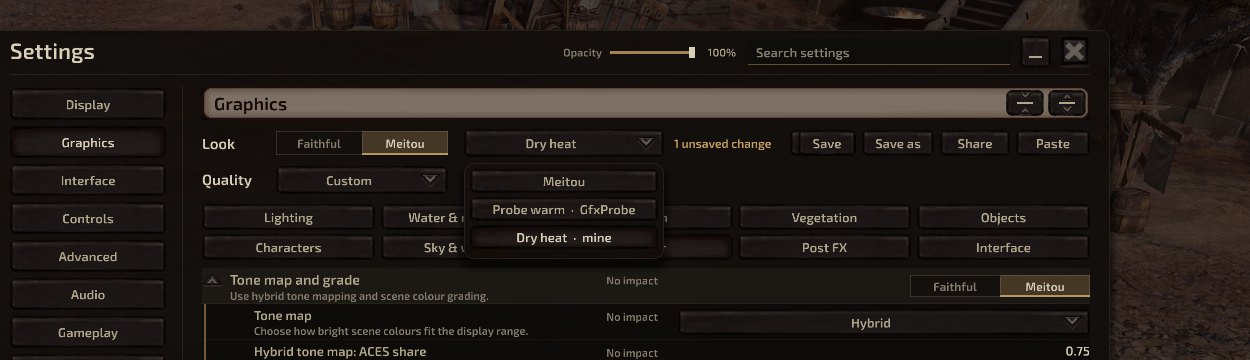 Settings
Opacity
100%
Search settings
Display
Graphics
Interface
Controls
Advanced
Audio
Gameplay
Graphics
Look
Faithful
Meitou
Dry heat
1 unsaved change
Save
Save as
Share
Paste
Quality
Custom
Meitou
Probe warm · GfxProbe
Dry heat · mine
Lighting
Water &
Vegetation
Objects
Characters
Sky &
Post FX
Interface
Tone map and grade
Use hybrid tone mapping and scene colour grading.
No impact
Faithful
Meitou
Tone map
Choose how bright scene colours fit the display range.
No impact
Hybrid
Hybrid tone map: ACES share
No impact
0.75